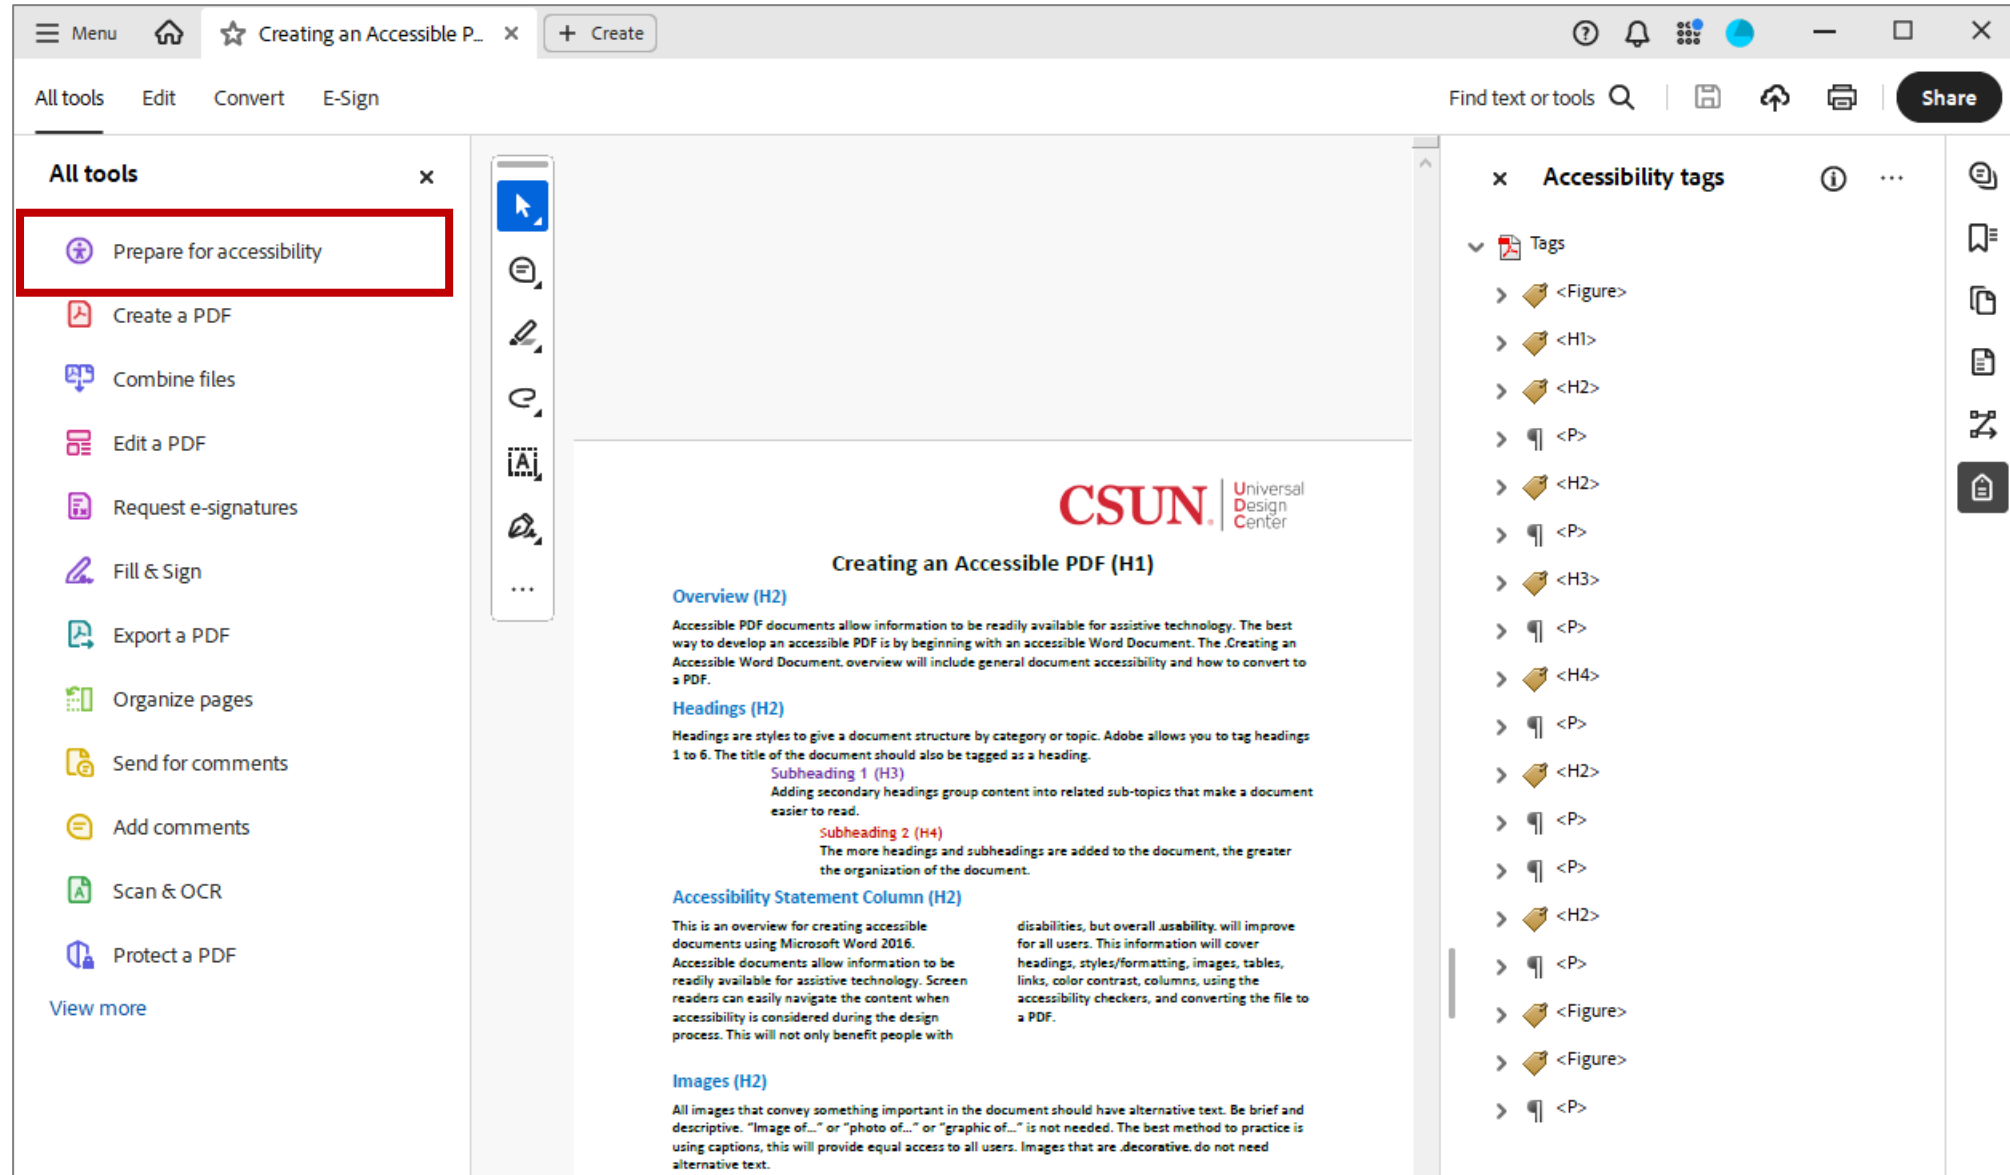 Menu
Creating an Accessible P...
Create
All tools
Edit
Convert
E-Sign
Find text or tools
Share
All tools
Prepare for accessibility
Create a PDF
Combine files
Edit a PDF
Request e-signatures
Fill & Sign
Export a PDF
Organize pages
Send for comments
Add comments
Scan & OCR
Protect a PDF
View more
CSUN.
Universal
Design
Center
Creating an Accessible PDF (H1)
Overview (H2)
Accessible PDF documents allow information to be readily available for assistive technology. The best
way to develop an accessible PDF is by beginning with an accessible Word Document. The .Creating an
Accessible Word Document. overview will include general document accessibility and how to convert to
a PDF.
Headings (H2)
Headings are styles to give a document structure by category or topic. Adobe allows you to tag headings
1 to 6. The title of the document should also be tagged as a heading.
Subheading 1 (H3)
Adding secondary headings group content into related sub-topics that make a document
easier to read.
Subheading 2 (H4)
The more headings and subheadings are added to the document, the greater
the organization of the document.
Accessibility Statement Column (H2)
This is an overview for creating accessible
documents using Microsoft Word 2016.
Accessible documents allow information to be
readily available for assistive technology. Screen
readers can easily navigate the content when
accessibility is considered during the design
process. This will not only benefit people with
disabilities, but overall .usability. will improve
for all users. This information will cover
headings, styles/formatting, images, tables,
links, color contrast, columns, using the
accessibility checkers, and converting the file to
a PDF.
Images (H2)
All images that convey something important in the document should have alternative text. Be brief and
descriptive. "Image of..." or "photo of..." or "graphic of..." is not needed. The best method to practice is
using captions, this will provide equal access to all users. Images that are .decorative. do not need
alternative text.
Accessibility tags
Tags
<Figure>
<H1>
<H2>
<P>
<H2>
<P>
<H3>
<P>
<H4>
<P>
<H2>
<P>
<P>
<H2>
<P>
<Figure>
<Figure>
<P>